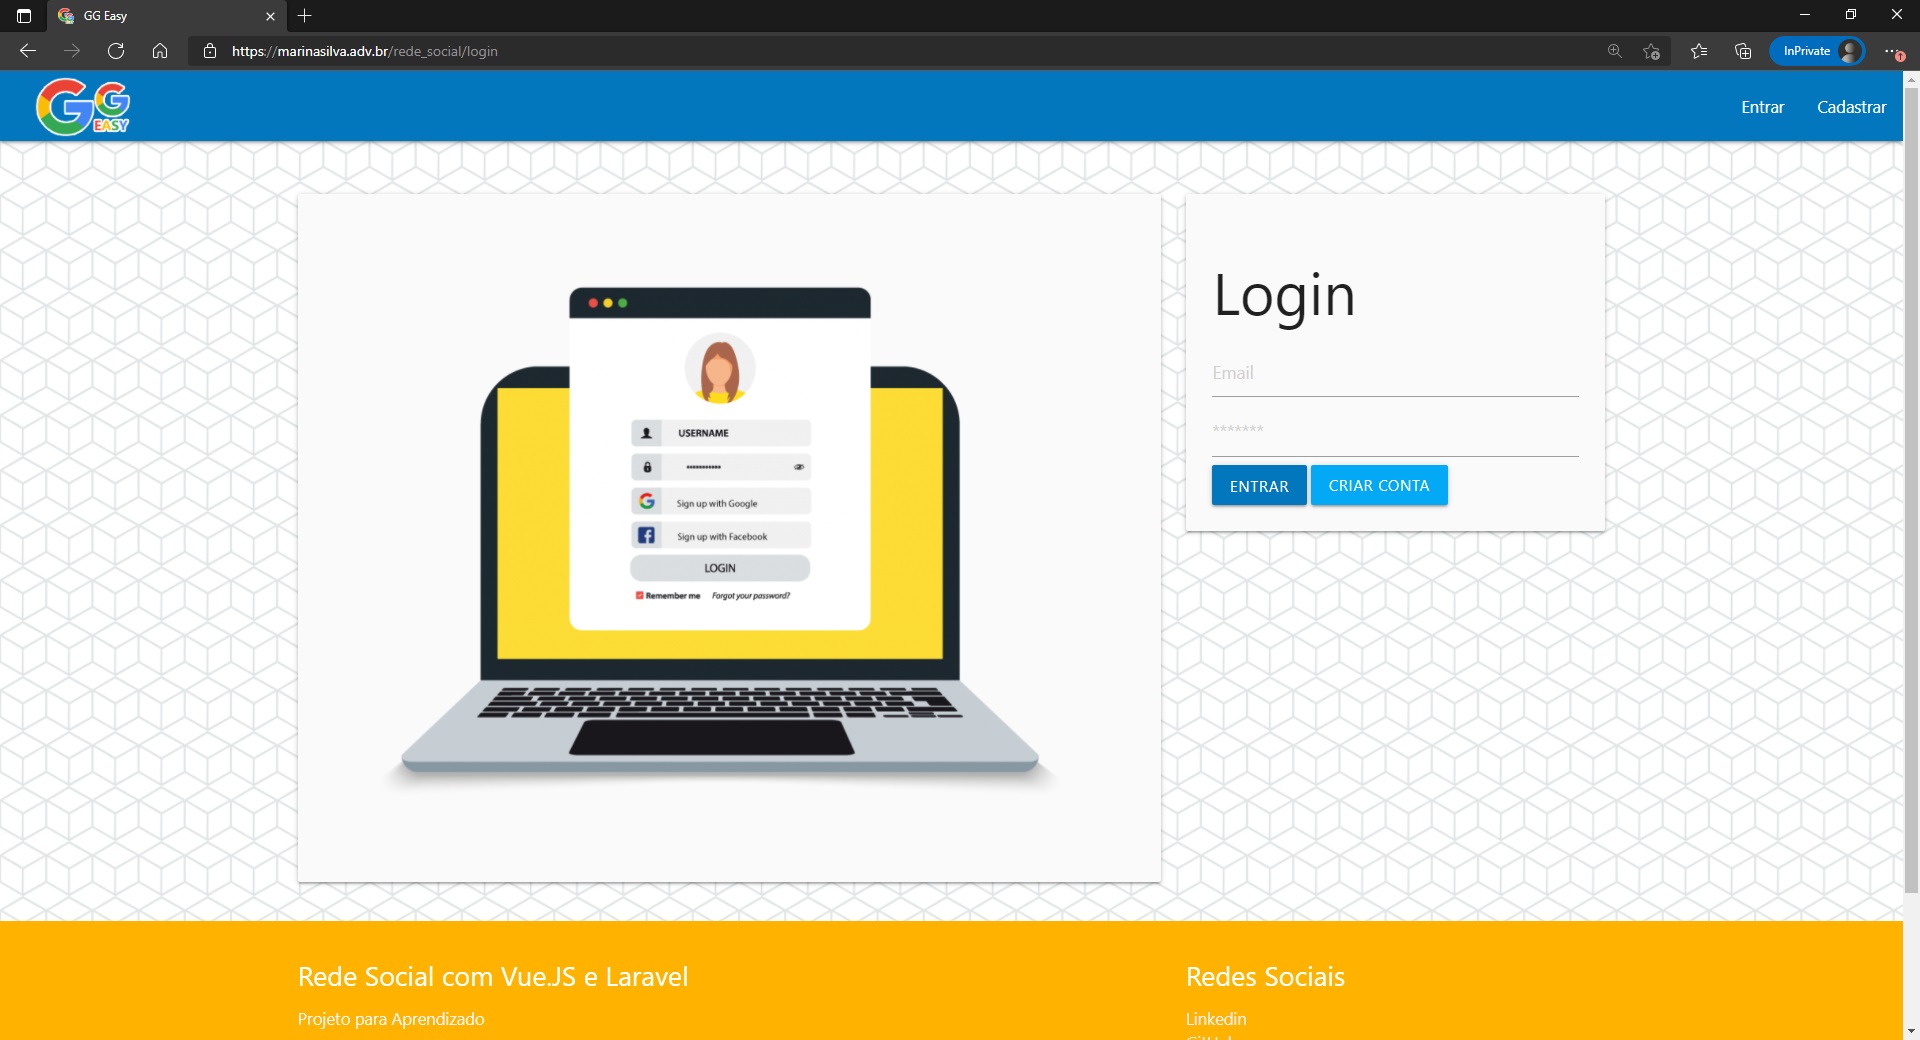 GG Easy
https://marinasilva.adv.br/rede_social/login
InPrivate
GG
EASY
Entrar
Cadastrar
USERNAME
Sign up with Google
Sign up with Facebook
LOGIN
Remember me Forgot your password?
Login
Email
*******
ENTRAR
CRIAR CONTA
Rede Social com Vue.JS e Laravel
Projeto para Aprendizado
Redes Sociais
Linkedin